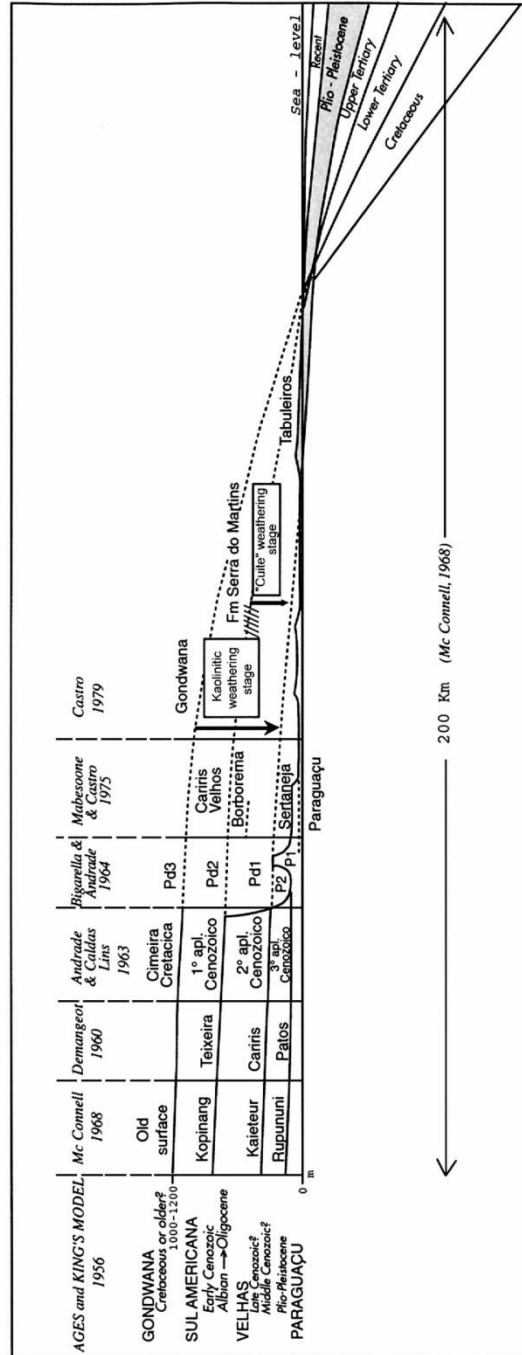 AGES and KING'S MODEL
1956
Mc Connell
1968
Demangeot
1960
Andrade
& Caldas
Lins
1963
Bigarella &
Andrade
1964
Mabesoone
& Castro
1975
Castro
1979
GONDWANA
Cretaceous or older?
1000-1200
SUL AMERICANA
Early Cenozoic
Albian → Oligocene
VELHAS
Late Cenozoic?
Middle Cenozoic?
Plio-Pleistocene
PARAGUAÇU
0
m
Old
surface
Kopinang
Kaieteur
Rupununi
Teixeira
Cariris
Patos
Cimeira
Cretacica
1º apl.
Cenozoico
2º apl.
Cenozoico
3º apl.
Cenozoico
Pd3
Pd2
Pd1
P2
P1
Cariris
Velhos
Borborema
Sertaneja
Paraguaçu
Gondwana
Kaolinitic
weathering
stage
Fm Serra do Martins
"Cuite" weathering
stage
Tabuleiros
Sea - level
Recent
Plio - Pleistocene
Upper Tertiary
Lower Tertiary
Cretaceous
200 Km (Mc Connell, 1968)